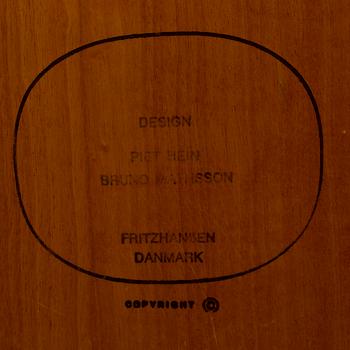 DESIGN
PIET HEIN
BRUNO MATHSSON
FRITZHANSEN
DANMARK
COPYRIGHT ©